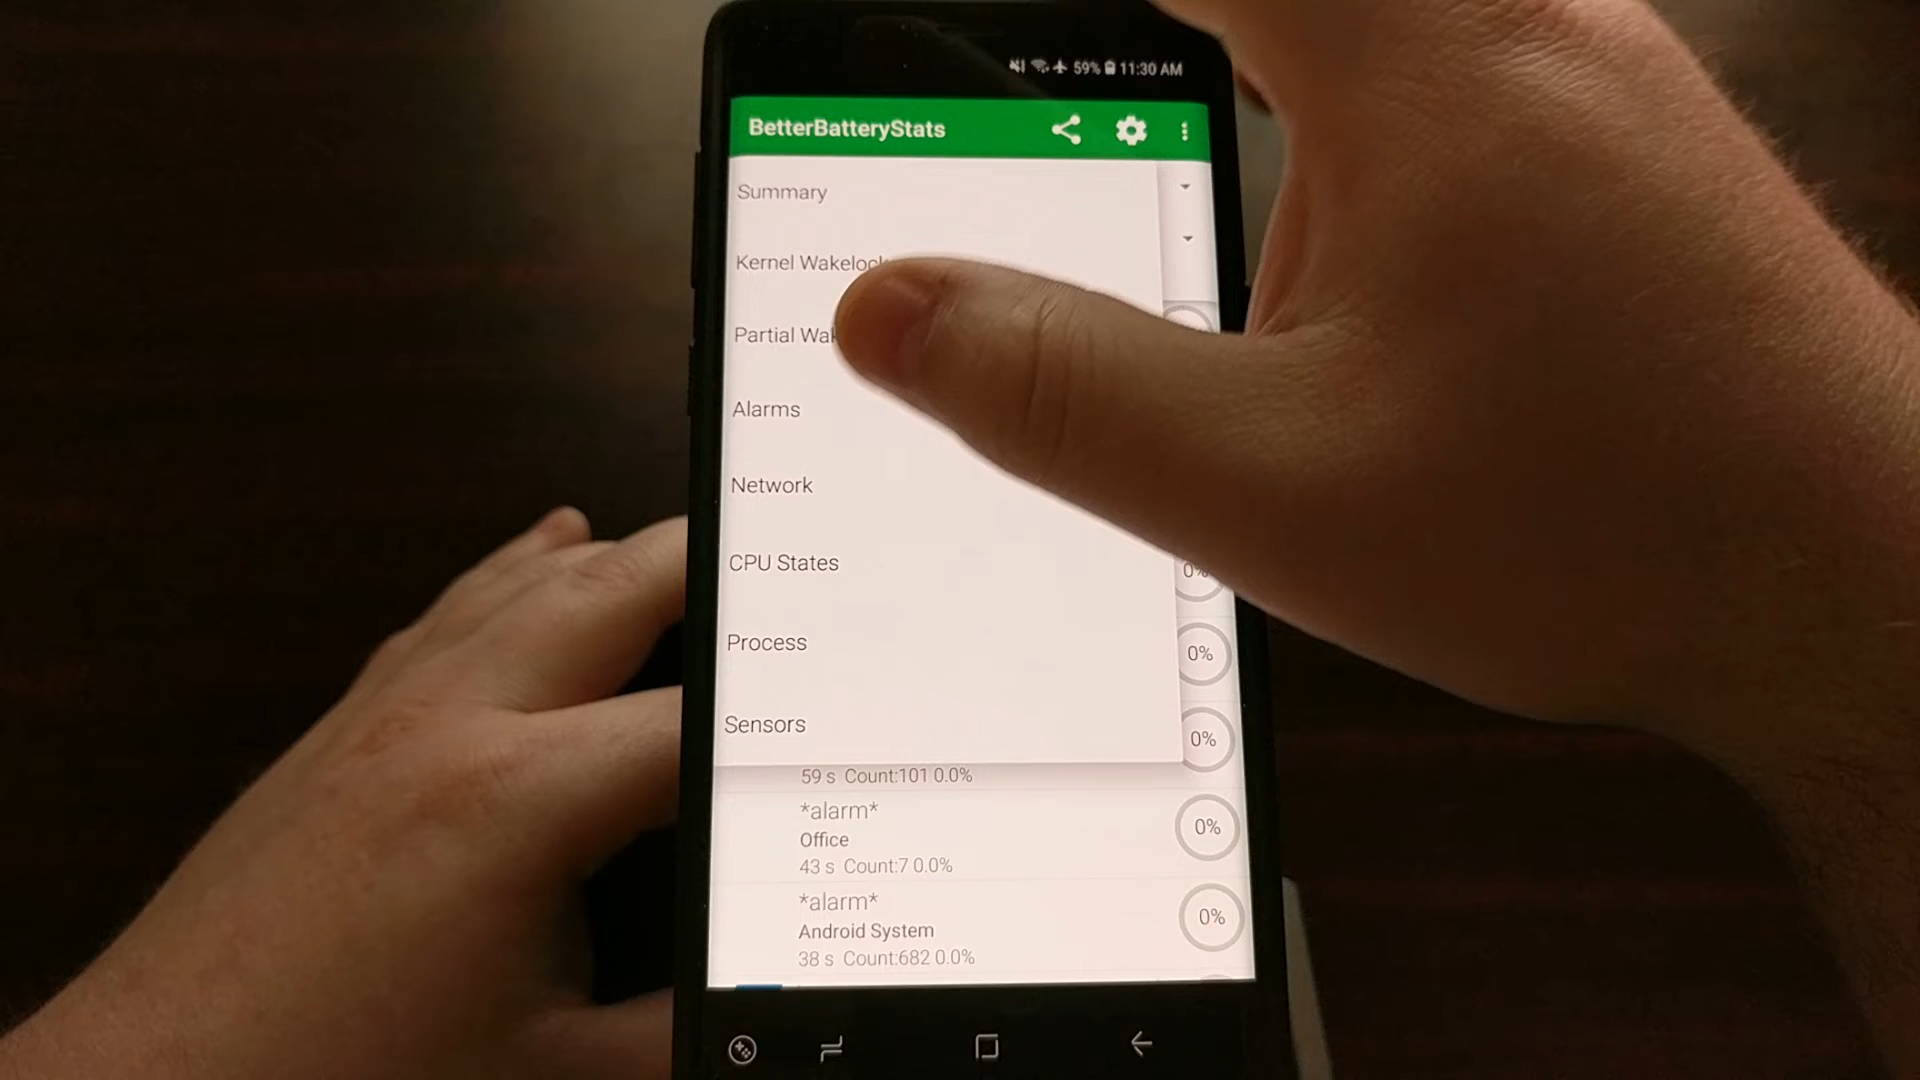 59% 11:30 AM
BetterBatteryStats
Summary
Kernel
Partial
Alarms
Network
CPU States
0%
Process
0%
Sensors
0%
59 s Count:101 0.0%
*alarm*
Office
43 s Count:7 0.0%
0%
*alarm*
Android System
38 s Count:682 0.0%
0%